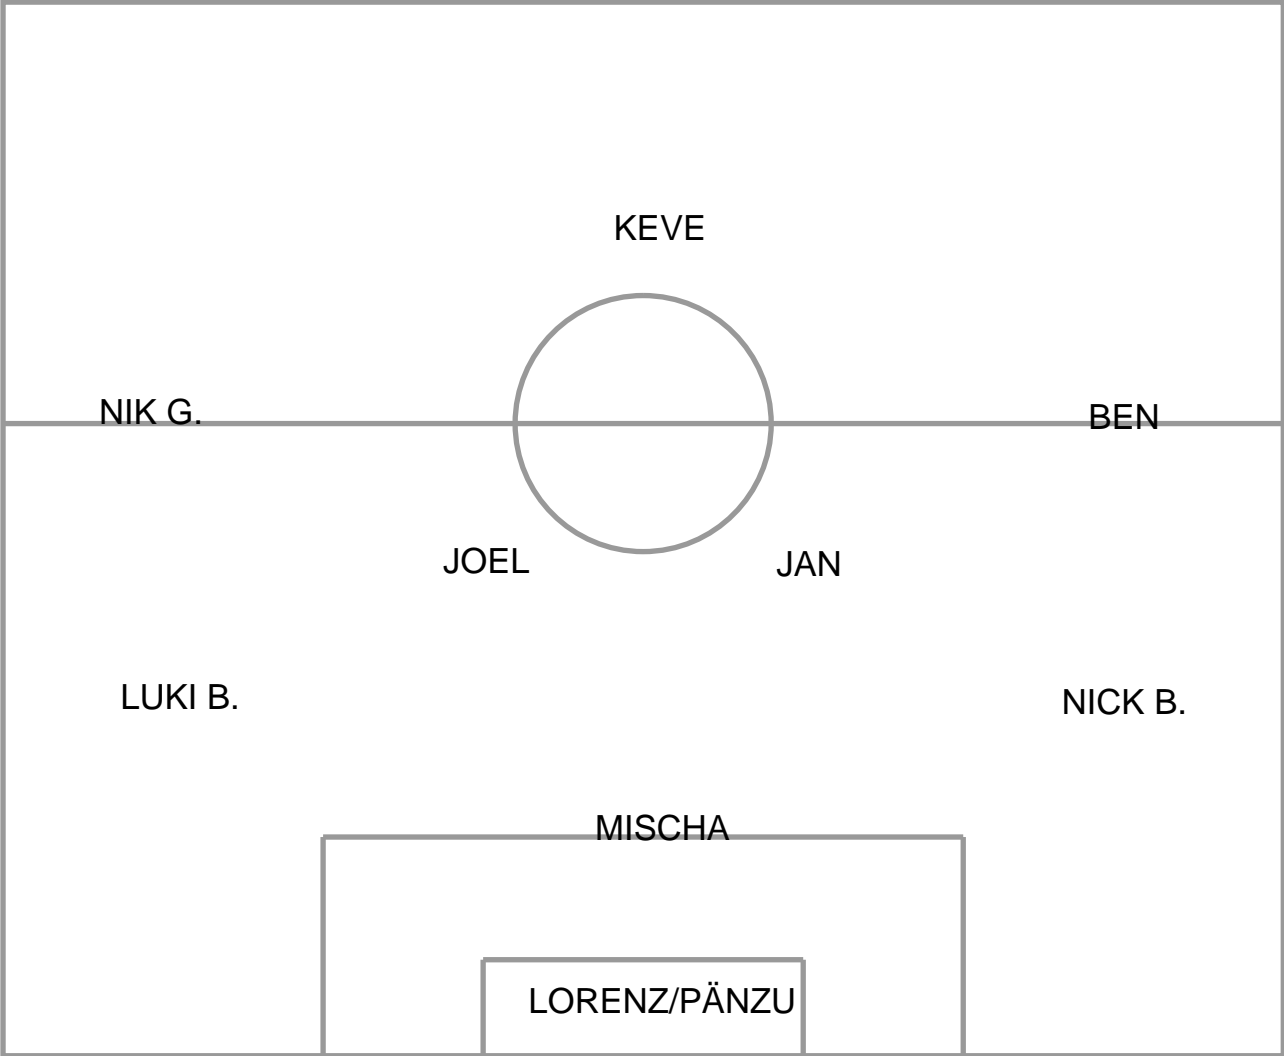 KEVE
NIK G.
BEN
JOEL
JAN
LUKI B.
NICK B.
MISCHA
LORENZ/PÄNZU